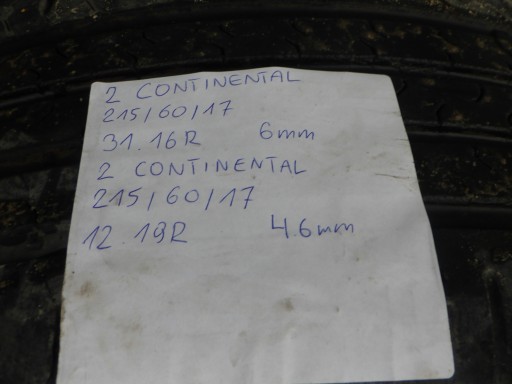 2 CONTINENTAL
215/60/17
31.16R 6mm
2 CONTINENTAL
215/60/17
12.19R 4.6mm